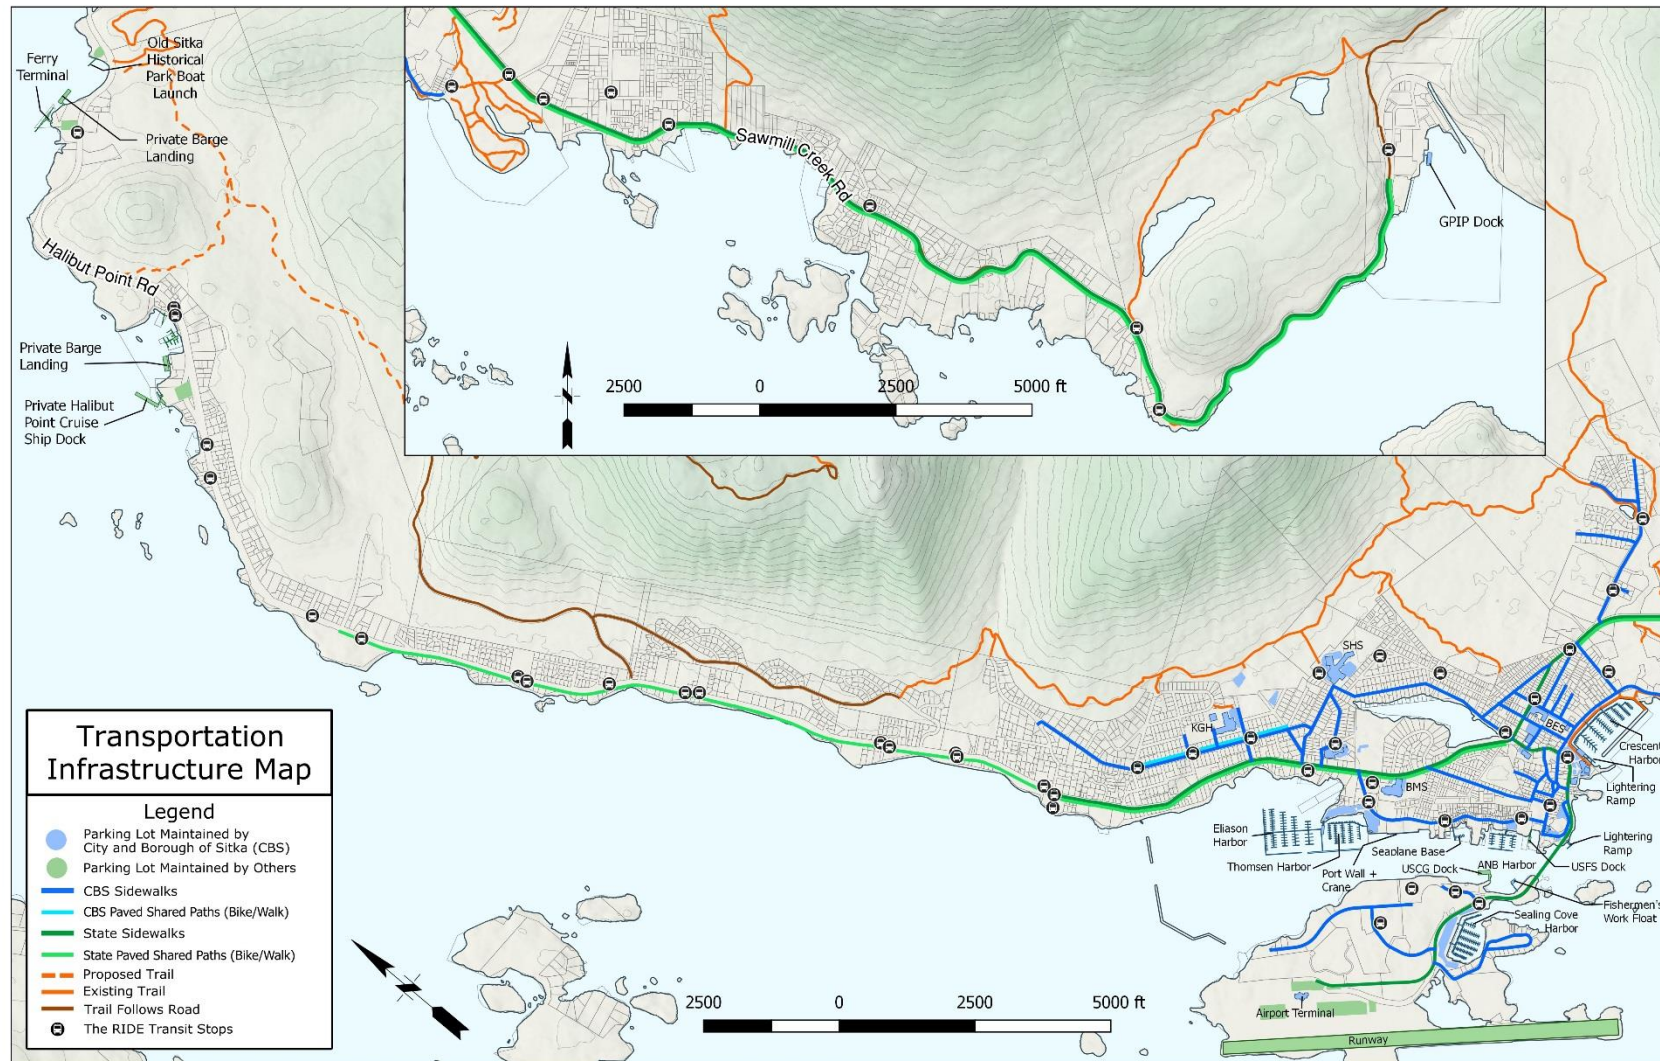 Ferry
Terminal
Old Sitka
Historical
Park Boat
Launch
Private Barge
Landing
Halibut Point Rd
Private Barge
Landing
Private Halibut
Point Cruise
Ship Dock
Sawmill Creek Rd
GPIP Dock
2500 0 2500 5000 ft
SHS
KGH
BES
BMS
Crescent
Harbor
Lightering
Ramp
Eliason
Harbor
Thomsen Harbor
Port Wall +
Crane
Seaplane Base
USCG Dock
ANB Harbor
USFS Dock
Lightering
Ramp
Fishermen's
Work Float
Sealing Cove
Harbor
Airport Terminal
Runway
2500 0 2500 5000 ft
Transportation
Infrastructure Map
Legend
Parking Lot Maintained by
City and Borough of Sitka (CBS)
Parking Lot Maintained by Others
CBS Sidewalks
CBS Paved Shared Paths (Bike/Walk)
State Sidewalks
State Paved Shared Paths (Bike/Walk)
Proposed Trail
Existing Trail
Trail Follows Road
The RIDE Transit Stops